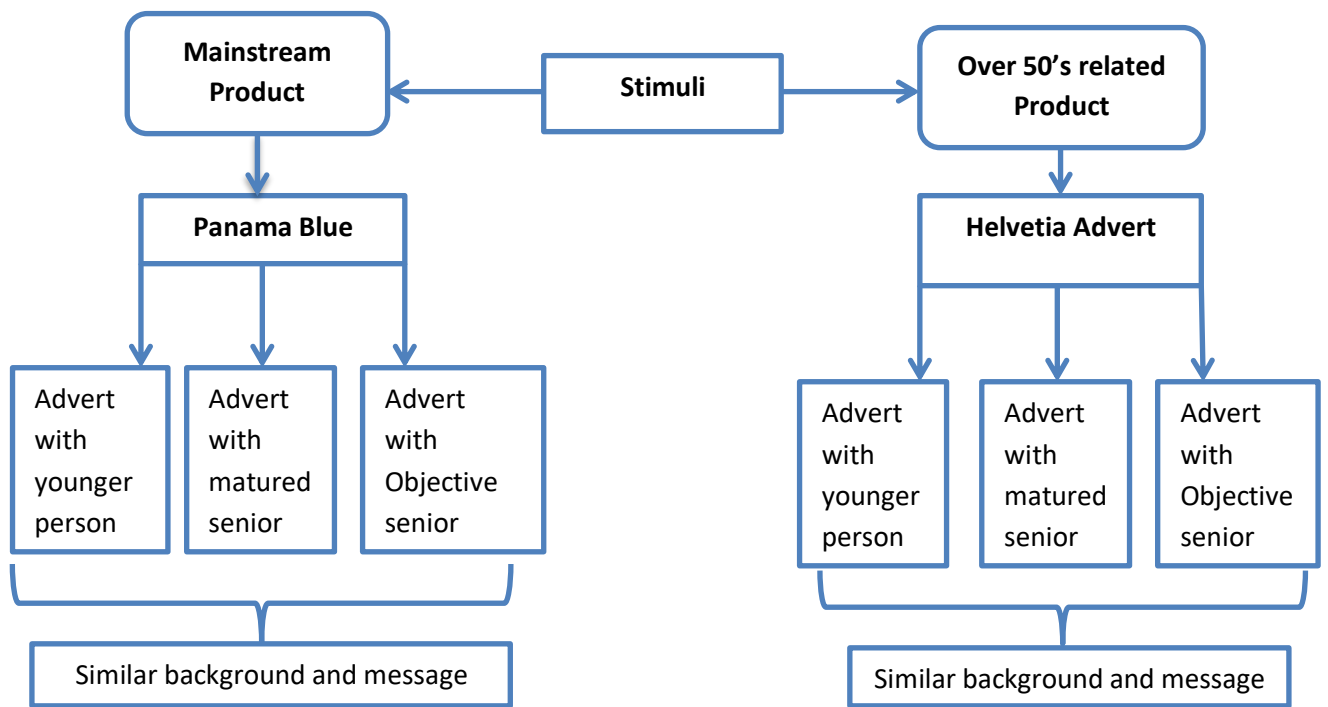 Mainstream
Product
Stimuli
Over 50’s related
Product
Panama Blue
Helvetia Advert
Advert
with
younger
person
Advert
with
matured
senior
Advert
with
Objective
senior
Advert
with
younger
person
Advert
with
matured
senior
Advert
with
Objective
senior
Similar background and message
Similar background and message